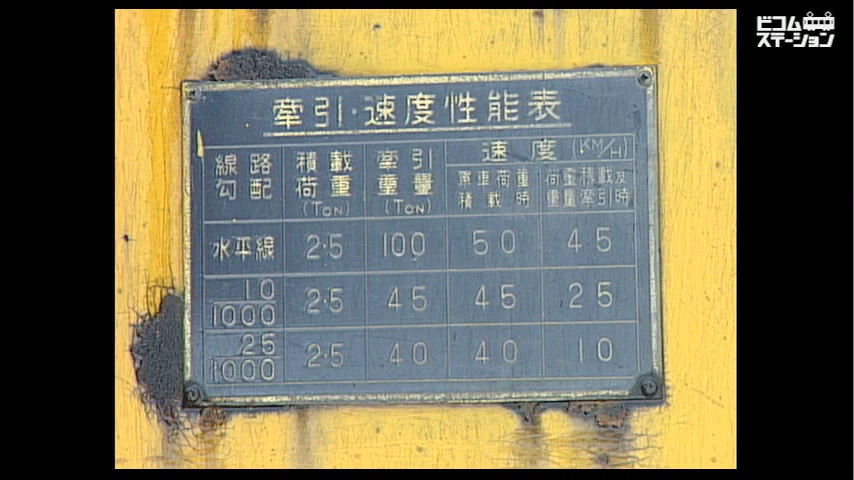 ビコム
ステーション
牽引・速度性能表
線路勾配 積載荷重(TON) 牽引重量(TON) 速度(KM/H)
単車荷重積載時 荷重積載及重量牽引時
水平線 2.5 100 50 45
10/1000 2.5 45 45 25
25/1000 2.5 40 40 10